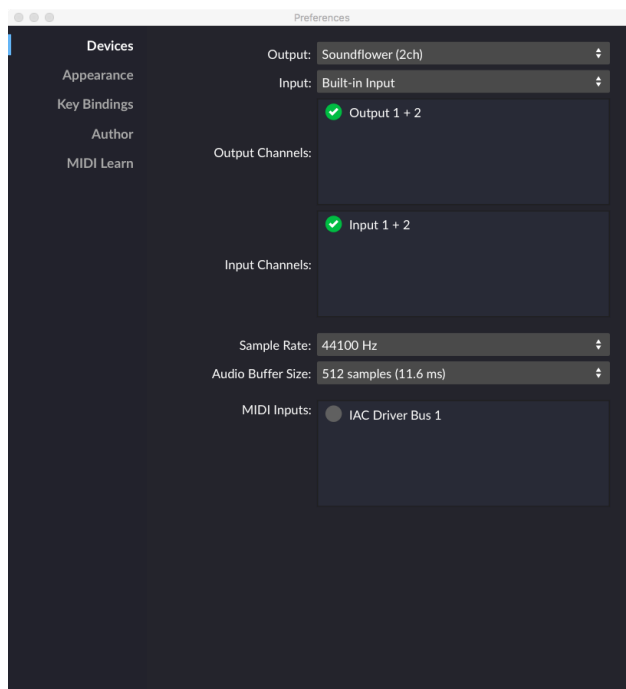 Preferences
Devices
Appearance
Key Bindings
Author
MIDI Learn
Output: Soundflower (2ch)
Input: Built-in Input
Output Channels:
Output 1 + 2
Input Channels:
Input 1 + 2
Sample Rate: 44100 Hz
Audio Buffer Size: 512 samples (11.6 ms)
MIDI Inputs:
IAC Driver Bus 1